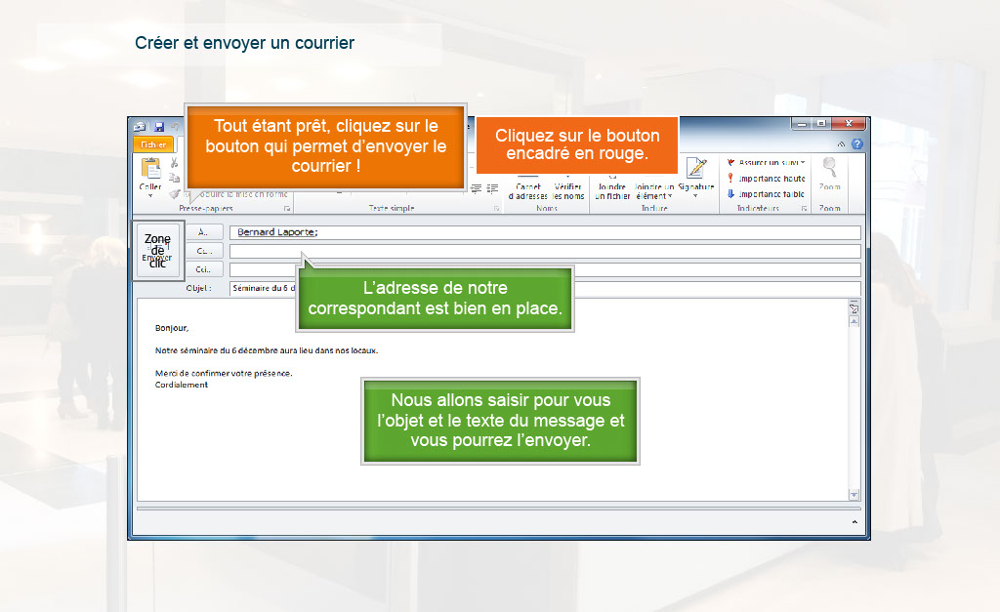 Créer et envoyer un courrier
Tout étant prêt, cliquez sur le
bouton qui permet d'envoyer le
courrier !
Cliquez sur le bouton
encadré en rouge.
Fichier
Coller
Reproduire la mise en forme
Presse-papiers
Texte simple
Carnet
d'adresses
Vérifier
les noms
Noms
Joindre
un fichier
Joindre un
élément
Signature
Inclure
Assurer un suivi
Importance haute
Importance faible
Indicateurs
Zoom
Zoom
Zone
de
clic
Envoyer
À...
Bernard Laporte;
Cc...
Cci...
Objet :
Séminaire du 6 d
L'adresse de notre
correspondant est bien en place.
Bonjour,
Notre séminaire du 6 décembre aura lieu dans nos locaux.
Merci de confirmer votre présence.
Cordialement
Nous allons saisir pour vous
l'objet et le texte du message et
vous pourrez l'envoyer.